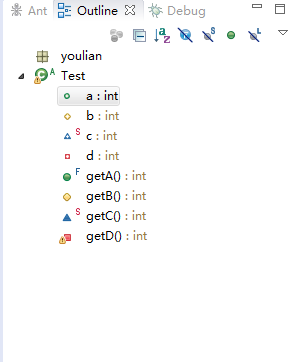 Ant Outline Debug
youlian
Test
a : int
b : int
c : int
d : int
getA() : int
getB() : int
getC() : int
getD() : int